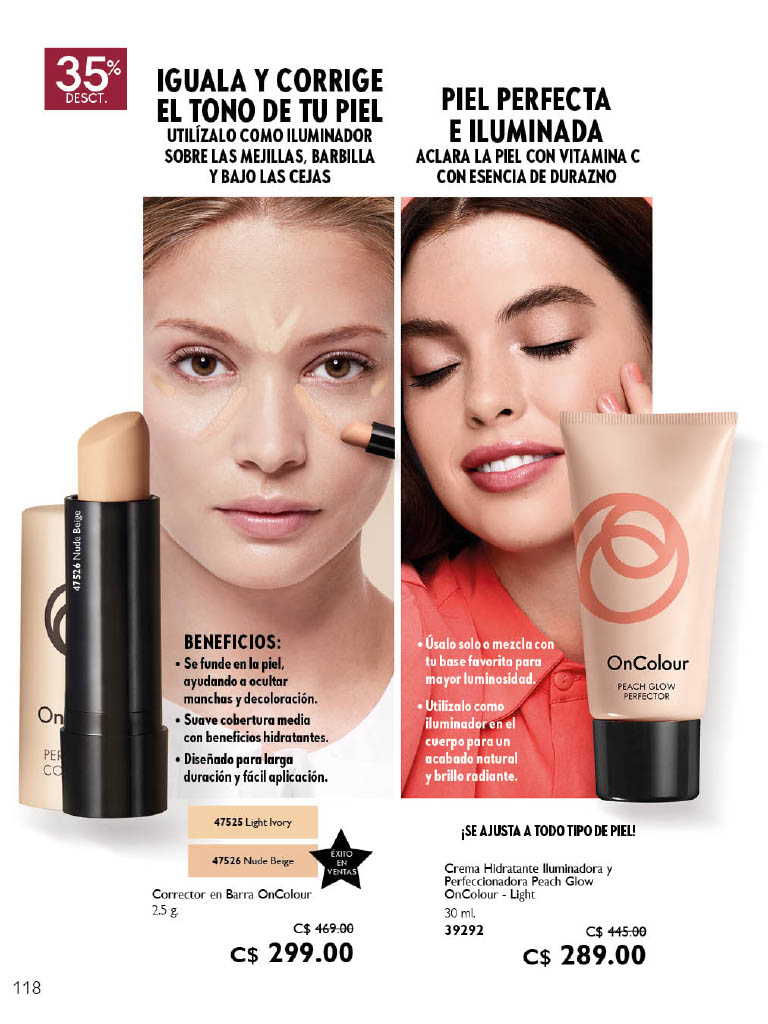 35%
DESCT.
IGUALA Y CORRIGE
EL TONO DE TU PIEL
UTILÍZALO COMO ILUMINADOR
SOBRE LAS MEJILLAS, BARBILLA
Y BAJO LAS CEJAS
PIEL PERFECTA
E ILUMINADA
ACLARA LA PIEL CON VITAMINA C
CON ESENCIA DE DURAZNO
47526 Nude Beige
On
PER
CO
BENEFICIOS:
• Se funde en la piel,
ayudando a ocultar
manchas y decoloración.
• Suave cobertura media
con beneficios hidratantes.
• Diseñado para larga
duración y fácil aplicación.
• Úsalo solo o mezcla con
tu base favorita para
mayor luminosidad.
• Utilízalo como
iluminador en el
cuerpo para un
acabado natural
y brillo radiante.
OnColour
PEACH GLOW
PERFECTOR
47525 Light Ivory
47526 Nude Beige
ÉXITO
EN
VENTAS
Corrector en Barra OnColour
2.5 g.
C$ 469.00
C$ 299.00
¡SE AJUSTA A TODO TIPO DE PIEL!
Crema Hidratante Iluminadora y
Perfeccionadora Peach Glow
OnColour - Light
30 ml.
39292
C$ 445.00
C$ 289.00
118